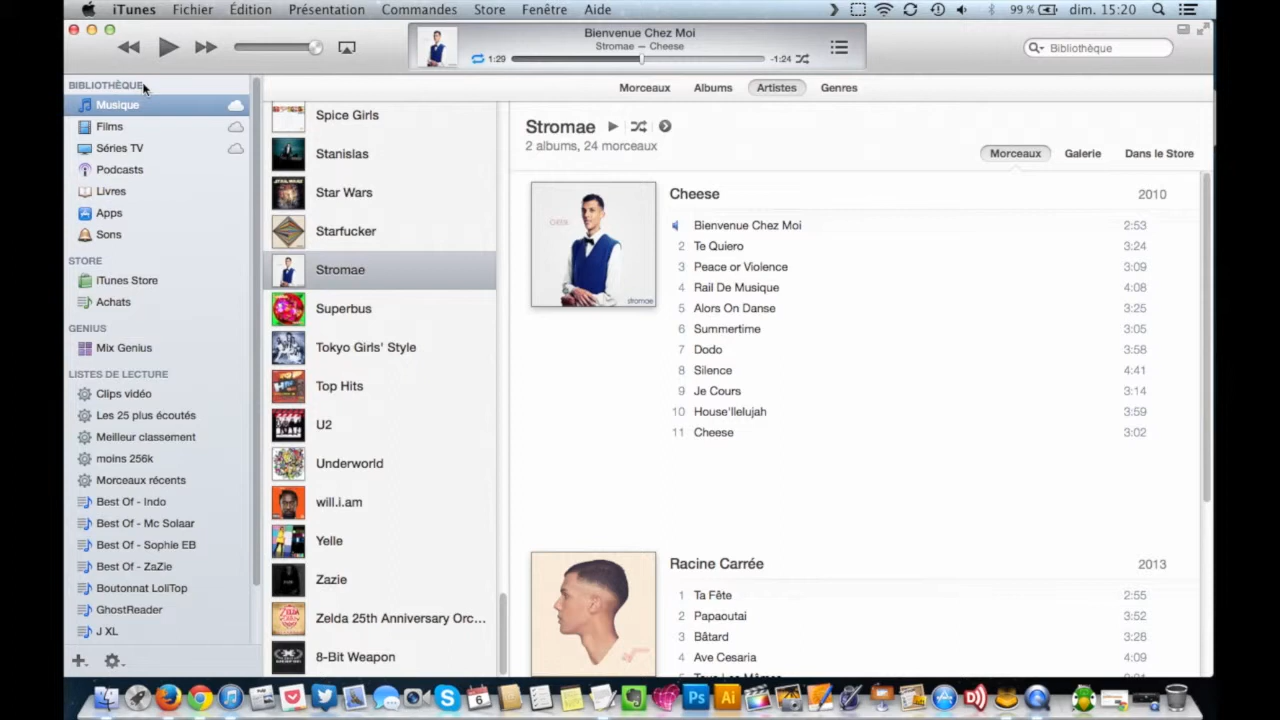 iTunes Fichier Édition Présentation Commandes Store Fenêtre Aide 99 % dim. 15:20
Bienvenue Chez Moi
Stromae — Cheese
1:29 -1:24
Bibliothèque
BIBLIOTHÈQUE
Musique
Films
Séries TV
Podcasts
Livres
Apps
Sons
STORE
iTunes Store
Achats
GENIUS
Mix Genius
LISTES DE LECTURE
Clips vidéo
Les 25 plus écoutés
Meilleur classement
moins 256k
Morceaux récents
Best Of - Indo
Best Of - Mc Solaar
Best Of - Sophie EB
Best Of - ZaZie
Boutonnat LoliTop
GhostReader
J XL
Morceaux Albums Artistes Genres
Spice Girls
Stanislas
Star Wars
Starfucker
Stromae
Superbus
Tokyo Girls' Style
Top Hits
U2
Underworld
will.i.am
Yelle
Zazie
Zelda 25th Anniversary Orc...
8-Bit Weapon
Stromae
2 albums, 24 morceaux
Morceaux Galerie Dans le Store
Cheese 2010
Bienvenue Chez Moi 2:53
2 Te Quiero 3:24
3 Peace or Violence 3:09
4 Rail De Musique 4:08
5 Alors On Danse 3:25
6 Summertime 3:05
7 Dodo 3:58
8 Silence 4:41
9 Je Cours 3:14
10 House'llelujah 3:59
11 Cheese 3:02
stromae
Racine Carrée 2013
1 Ta Fête 2:55
2 Papaoutai 3:52
3 Bâtard 3:28
4 Ave Cesaria 4:09
6
Ps
Ai